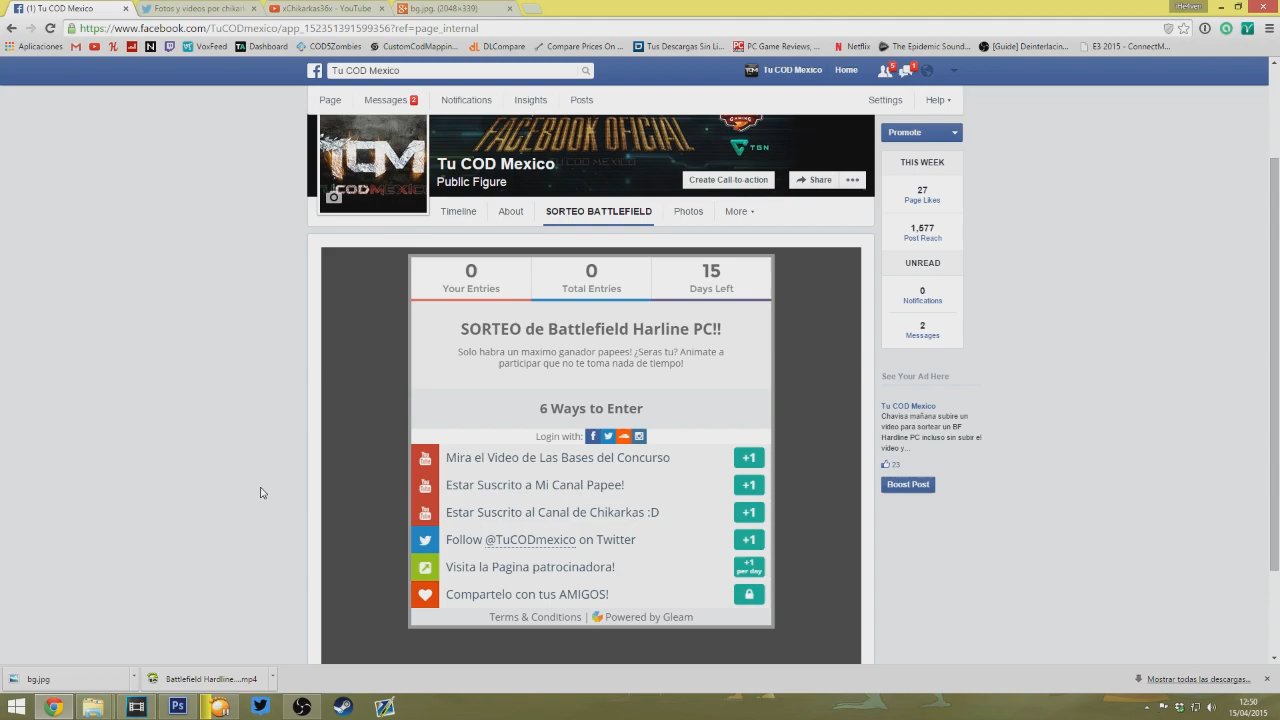 (1) Tu COD Mexico
Fotos y videos por chikari
xChikarkas36x - YouTube
bg.jpg. (2048×339)
iHediven
https://www.facebook.com/TuCODmexico/app_152351391599356?ref=page_internal
Aplicaciones
VoxFeed
Dashboard
COD5Zombies
CustomCodMappin...
DLCompare
Compare Prices On ...
Tus Descargas Sin Li...
PC Game Reviews, ...
Netflix
The Epidemic Sound...
[Guide] Deinterlacin...
E3 2015 - ConnectM...
Tu COD Mexico
Tu COD Mexico
Home
5
1
Page
Messages 2
Notifications
Insights
Posts
Settings
Help
FACEBOOK OFICIAL
GAMING
TGN
TCM
TUCODMEXICO
Tu COD Mexico
Public Figure
Create Call-to-action
Share
Timeline
About
SORTEO BATTLEFIELD
Photos
More
Promote
THIS WEEK
27
Page Likes
1,577
Post Reach
UNREAD
0
Notifications
2
Messages
See Your Ad Here
Tu COD Mexico
Chavisa mañana subire un
video para sortear un BF
Hardline PC incluso sin subir el
video y...
23
Boost Post
0
Your Entries
0
Total Entries
15
Days Left
SORTEO de Battlefield Harline PC!!
Solo habra un maximo ganador papees! ¿Seras tu? Animate a
participar que no te toma nada de tiempo!
6 Ways to Enter
Login with:
Mira el Video de Las Bases del Concurso
+1
Estar Suscrito a Mi Canal Papee!
+1
Estar Suscrito al Canal de Chikarkas :D
+1
Follow @TuCODmexico on Twitter
+1
Visita la Pagina patrocinadora!
+1
per day
Compartelo con tus AMIGOS!
Terms & Conditions | Powered by Gleam
bg.jpg
Battlefield Hardline....mp4
Mostrar todas las descargas...
12:50
15/04/2015